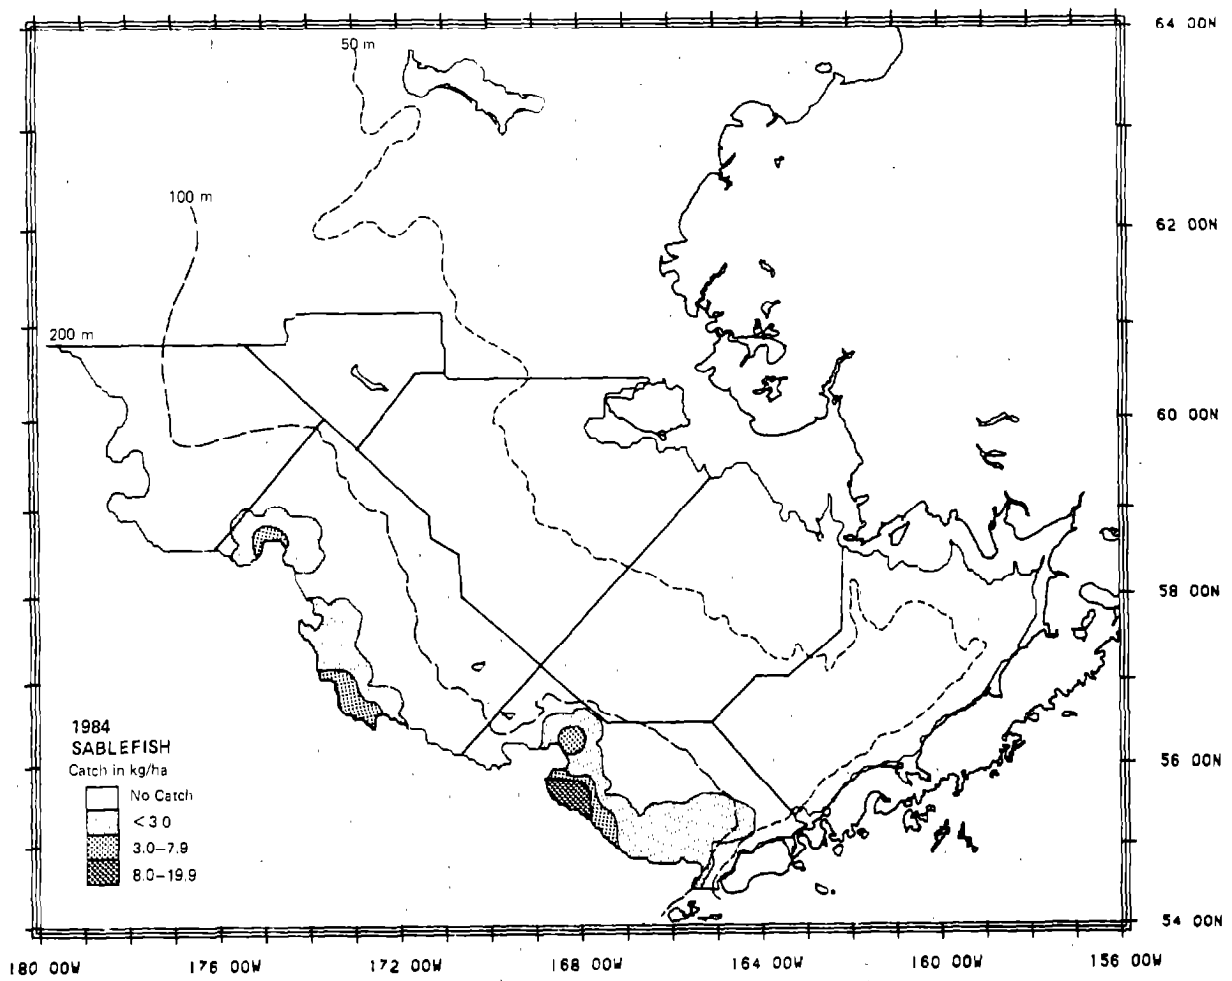 64 00N
50 m
100 m
62 00N
200 m
60 00N
58 00N
1984
SABLEFISH
Catch in kg/ha
No Catch
< 3.0
3.0–7.9
8.0–19.9
56 00N
54 00N
180 00W 176 00W 172 00W 168 00W 164 00W 160 00W 156 00W